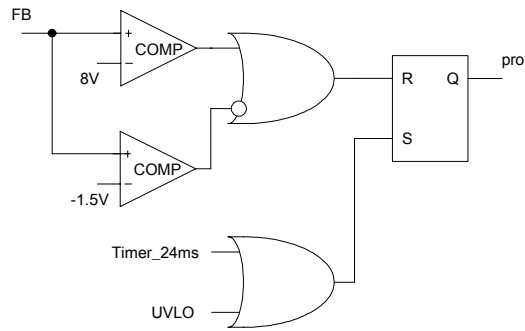 FB
+
COMP
-
8V
+
COMP
-
-1.5V
R Q
pro
S
Timer_24ms
UVLO